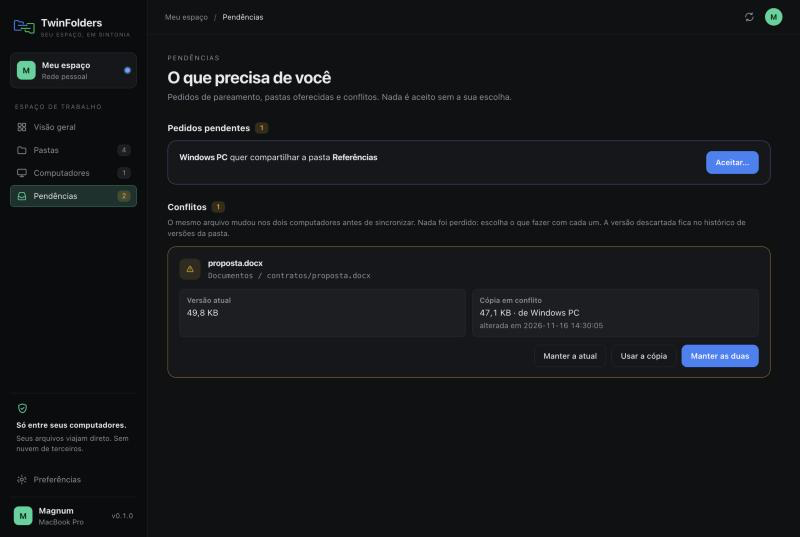 TwinFolders
SEU ESPAÇO, EM SINTONIA
M
Meu espaço
Rede pessoal
ESPAÇO DE TRABALHO
Visão geral
Pastas 4
Computadores 1
Pendências 2
Só entre seus computadores.
Seus arquivos viajam direto. Sem
nuvem de terceiros.
Preferências
M
Magnum
MacBook Pro
v0.1.0
Meu espaço / Pendências
M
PENDÊNCIAS
O que precisa de você
Pedidos de pareamento, pastas oferecidas e conflitos. Nada é aceito sem a sua escolha.
Pedidos pendentes 1
Windows PC quer compartilhar a pasta Referências
Aceitar...
Conflitos 1
O mesmo arquivo mudou nos dois computadores antes de sincronizar. Nada foi perdido: escolha o que fazer com cada um. A versão descartada fica no histórico de
versões da pasta.
proposta.docx
Documentos / contratos/proposta.docx
Versão atual
49,8 KB
Cópia em conflito
47,1 KB · de Windows PC
alterada em 2026-11-16 14:30:05
Manter a atual
Usar a cópia
Manter as duas